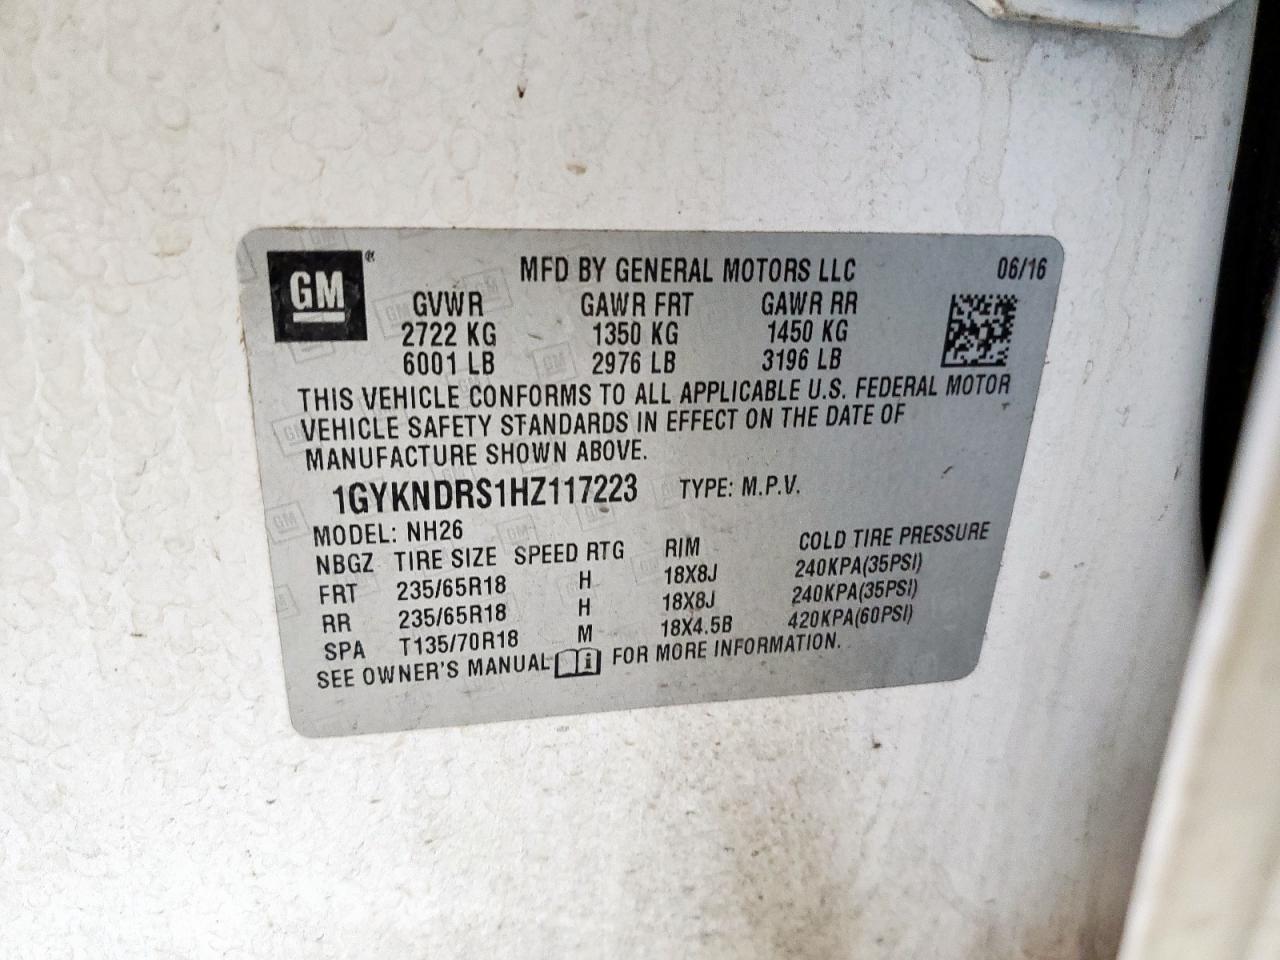 GM®
MFD BY GENERAL MOTORS LLC 06/16
GVWR GAWR FRT GAWR RR
2722 KG 1350 KG 1450 KG
6001 LB 2976 LB 3196 LB
THIS VEHICLE CONFORMS TO ALL APPLICABLE U.S. FEDERAL MOTOR
VEHICLE SAFETY STANDARDS IN EFFECT ON THE DATE OF
MANUFACTURE SHOWN ABOVE.
1GYKNDRS1HZ117223 TYPE: M.P.V.
MODEL: NH26
NBGZ TIRE SIZE SPEED RTG RIM COLD TIRE PRESSURE
FRT 235/65R18 H 18X8J 240KPA(35PSI)
RR 235/65R18 H 18X8J 240KPA(35PSI)
SPA T135/70R18 M 18X4.5B 420KPA(60PSI)
SEE OWNER'S MANUAL i FOR MORE INFORMATION.